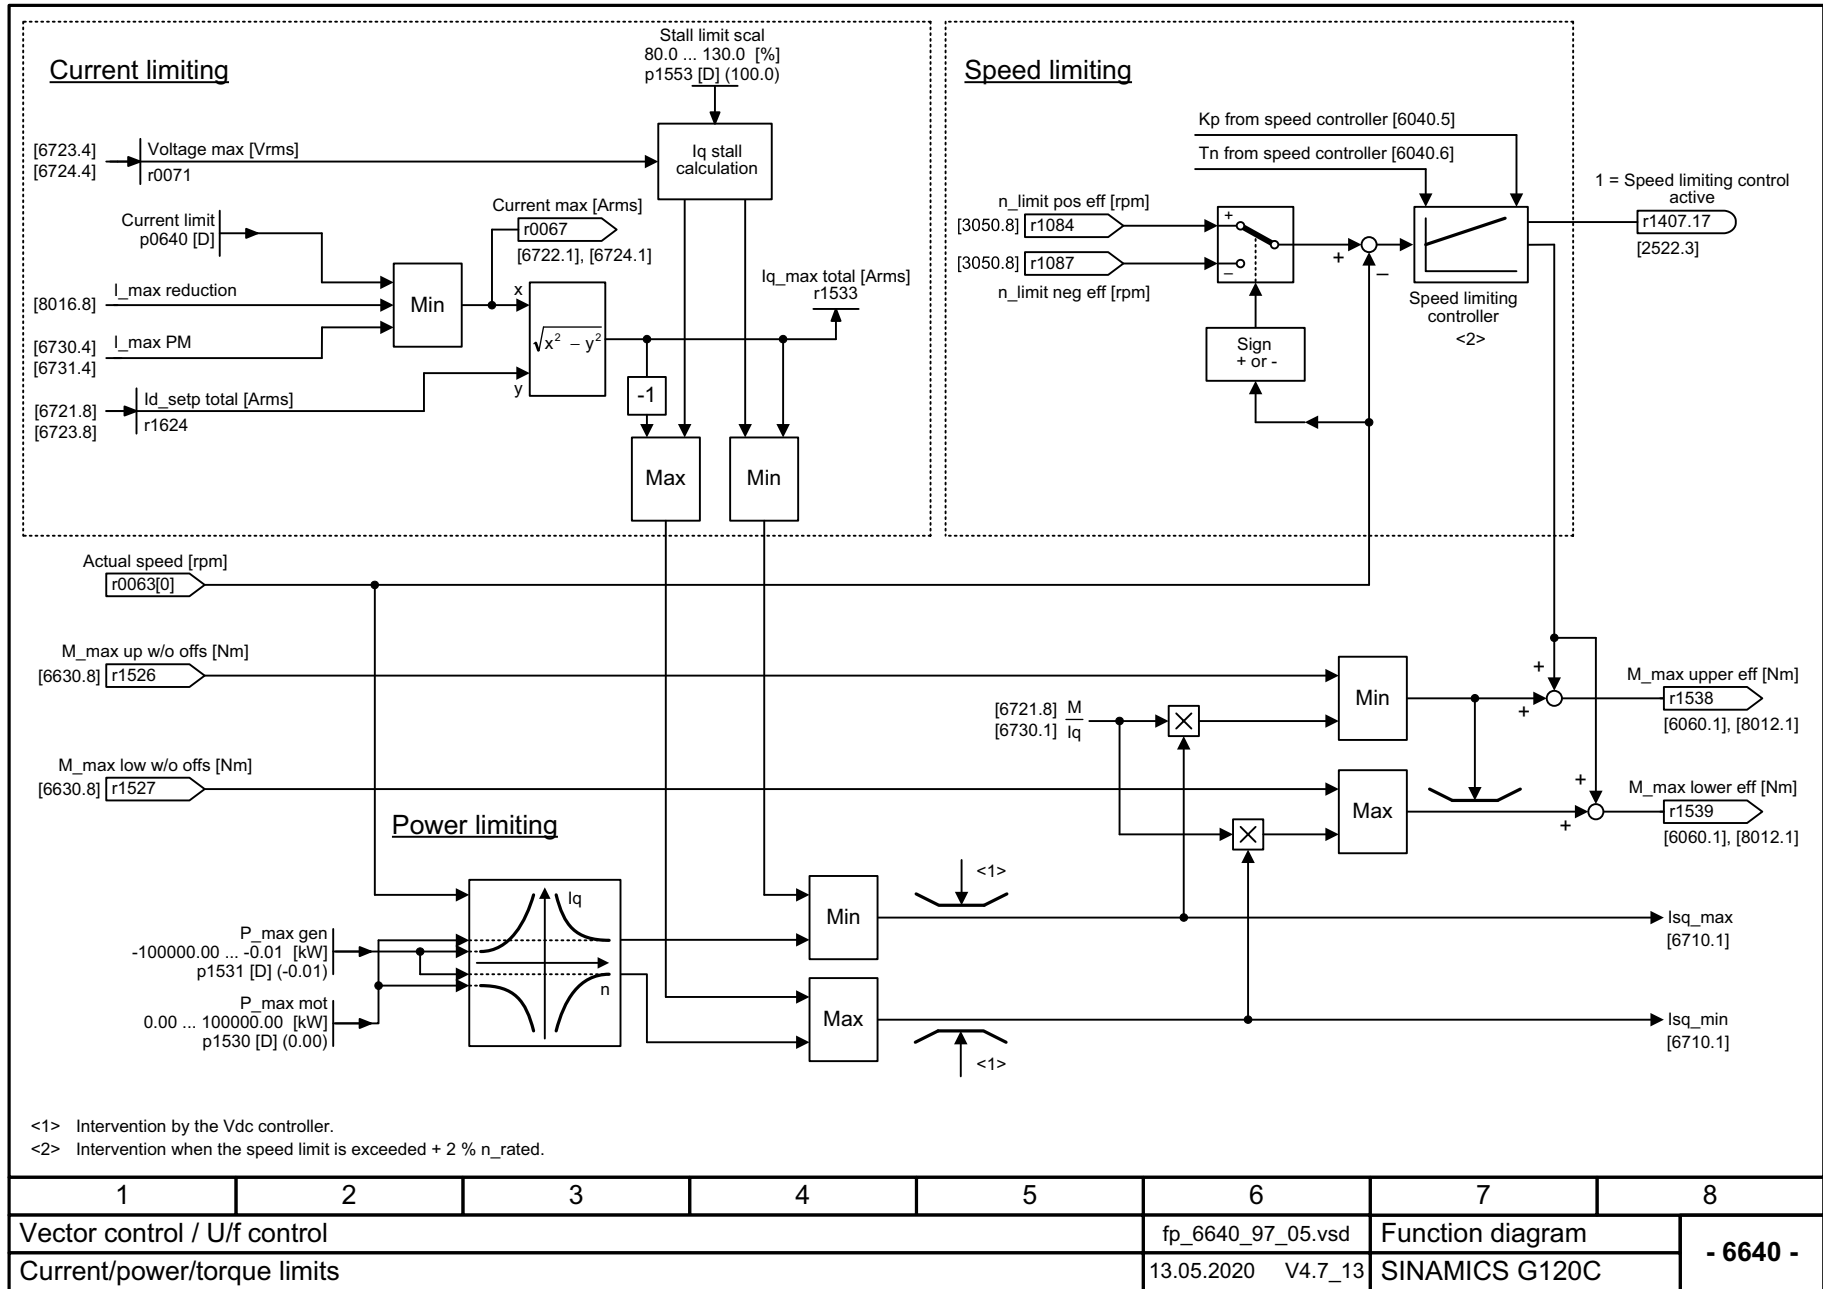 Current limiting
Stall limit scal
80.0 ... 130.0 [%]
p1553 [D] (100.0)
[6723.4]
[6724.4]
Voltage max [Vrms]
r0071
Iq stall
calculation
Current limit
p0640 [D]
Current max [Arms]
r0067
[6722.1], [6724.1]
[8016.8]
I_max reduction
Min
[6730.4]
[6731.4]
I_max PM
x
√x² – y²
y
Iq_max total [Arms]
r1533
[6721.8]
[6723.8]
Id_setp total [Arms]
r1624
-1
Max
Min
Speed limiting
Kp from speed controller [6040.5]
Tn from speed controller [6040.6]
n_limit pos eff [rpm]
[3050.8]
r1084
[3050.8]
r1087
n_limit neg eff [rpm]
+
–
+
–
Sign
+ or -
Speed limiting
controller
<2>
1 = Speed limiting control
active
r1407.17
[2522.3]
Actual speed [rpm]
r0063[0]
M_max up w/o offs [Nm]
[6630.8]
r1526
[6721.8]
[6730.1]
M
Iq
×
Min
+
+
M_max upper eff [Nm]
r1538
[6060.1], [8012.1]
M_max low w/o offs [Nm]
[6630.8]
r1527
×
Max
+
+
M_max lower eff [Nm]
r1539
[6060.1], [8012.1]
Power limiting
Iq
n
P_max gen
-100000.00 ... -0.01 [kW]
p1531 [D] (-0.01)
P_max mot
0.00 ... 100000.00 [kW]
p1530 [D] (0.00)
Min
<1>
Isq_max
[6710.1]
Max
<1>
Isq_min
[6710.1]
<1> Intervention by the Vdc controller.
<2> Intervention when the speed limit is exceeded + 2 % n_rated.
1 2 3 4 5 6 7 8
Vector control / U/f control
fp_6640_97_05.vsd
Function diagram
- 6640 -
Current/power/torque limits
13.05.2020 V4.7_13
SINAMICS G120C